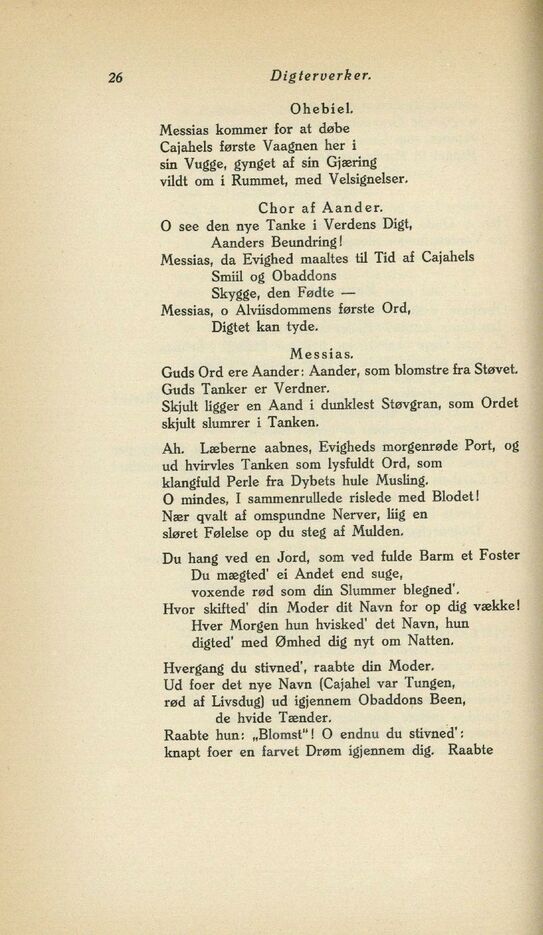 26
Digterverker.
Ohebiel.
Messias kommer for at døbe
Cajahels første Vaagnen her i
sin Vugge, gynget af sin Gjæring
vildt om i Rummet, med Velsignelser.
Chor af Aander.
O see den nye Tanke i Verdens Digt,
Aanders Beundring!
Messias, da Evighed maaltes til Tid af Cajahels
Smiil og Obaddons
Skygge, den Fødte —
Messias, o Alviisdommens første Ord,
Digtet kan tyde.
Messias.
Guds Ord ere Aander: Aander, som blomstre fra Støvet.
Guds Tanker er Verdner.
Skjult ligger en Aand i dunklest Støvgran, som Ordet
skjult slumrer i Tanken.
Ah. Læberne aabnes, Evigheds morgenrøde Port, og
ud hvirvles Tanken som lysfuldt Ord, som
klangfuld Perle fra Dybets hule Musling.
O mindes, I sammenrullede rislede med Blodet!
Nær qvalt af omspundne Nerver, liig en
sløret Følelse op du steg af Mulden.
Du hang ved en Jord, som ved fulde Barm et Foster
Du mægted' ei Andet end suge,
voxende rød som din Slummer blegned'.
Hvor skifted' din Moder dit Navn for op dig vække!
Hver Morgen hun hvisked' det Navn, hun
digted' med Ømhed dig nyt om Natten.
Hvergang du stivned', raabte din Moder.
Ud foer det nye Navn (Cajahel var Tungen,
rød af Livsdug) ud igjennem Obaddons Been,
de hvide Tænder.
Raabte hun: „Blomst"! O endnu du stivned':
knapt foer en farvet Drøm igjennem dig. Raabte